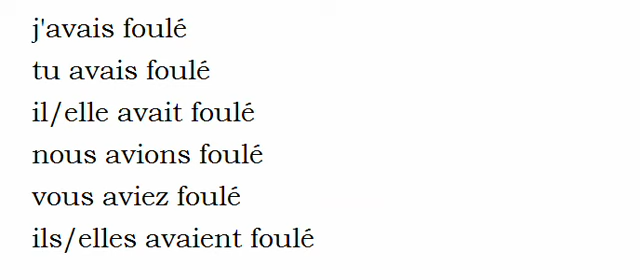 j'avais foulé
tu avais foulé
il/elle avait foulé
nous avions foulé
vous aviez foulé
ils/elles avaient foulé